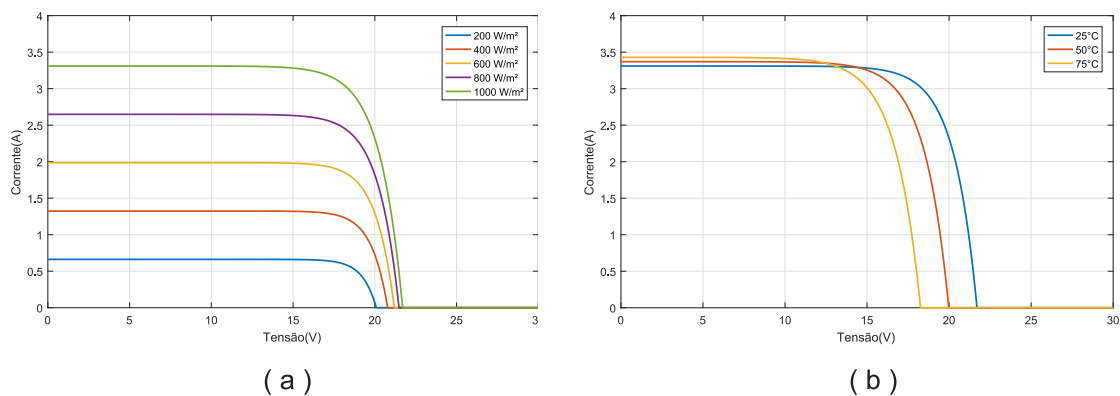 4
3.5
3
2.5
2
1.5
1
0.5
0
0
5
10
15
20
25
3
Corrente(A)
Tensão(V)
200 W/m²
400 W/m²
600 W/m²
800 W/m²
1000 W/m²
( a )
4
3.5
3
2.5
2
1.5
1
0.5
0
0
5
10
15
20
25
30
Corrente(A)
Tensão(V)
25°C
50°C
75°C
( b )